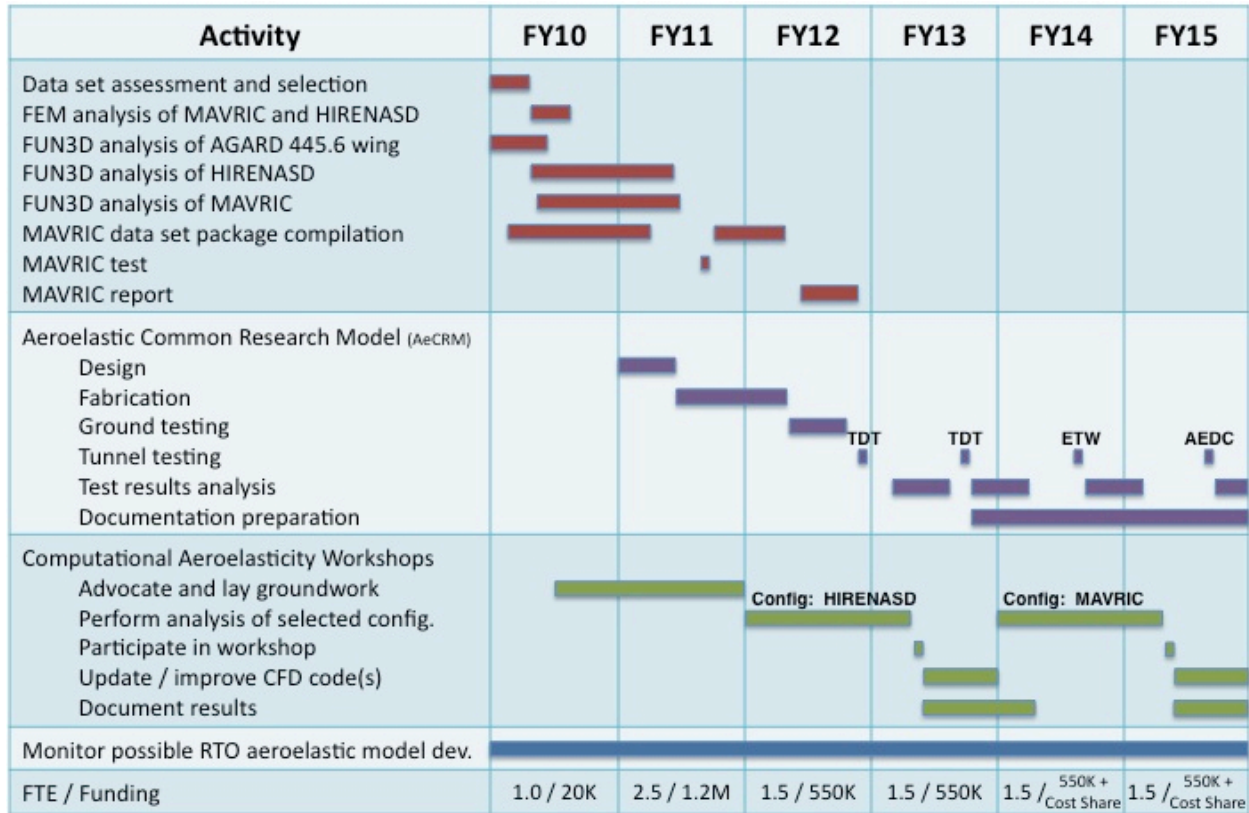 Activity FY10 FY11 FY12 FY13 FY14 FY15
Data set assessment and selection
FEM analysis of MAVRIC and HIRENASD
FUN3D analysis of AGARD 445.6 wing
FUN3D analysis of HIRENASD
FUN3D analysis of MAVRIC
MAVRIC data set package compilation
MAVRIC test
MAVRIC report
Aeroelastic Common Research Model (AeCRM)
Design
Fabrication
Ground testing
TDT TDT ETW AEDC
Tunnel testing
Test results analysis
Documentation preparation
Computational Aeroelasticity Workshops
Advocate and lay groundwork
Config: HIRENASD Config: MAVRIC
Perform analysis of selected config.
Participate in workshop
Update / improve CFD code(s)
Document results
Monitor possible RTO aeroelastic model dev.
FTE / Funding 1.0 / 20K 2.5 / 1.2M 1.5 / 550K 1.5 / 550K 1.5 / 550K + Cost Share 1.5 / 550K + Cost Share